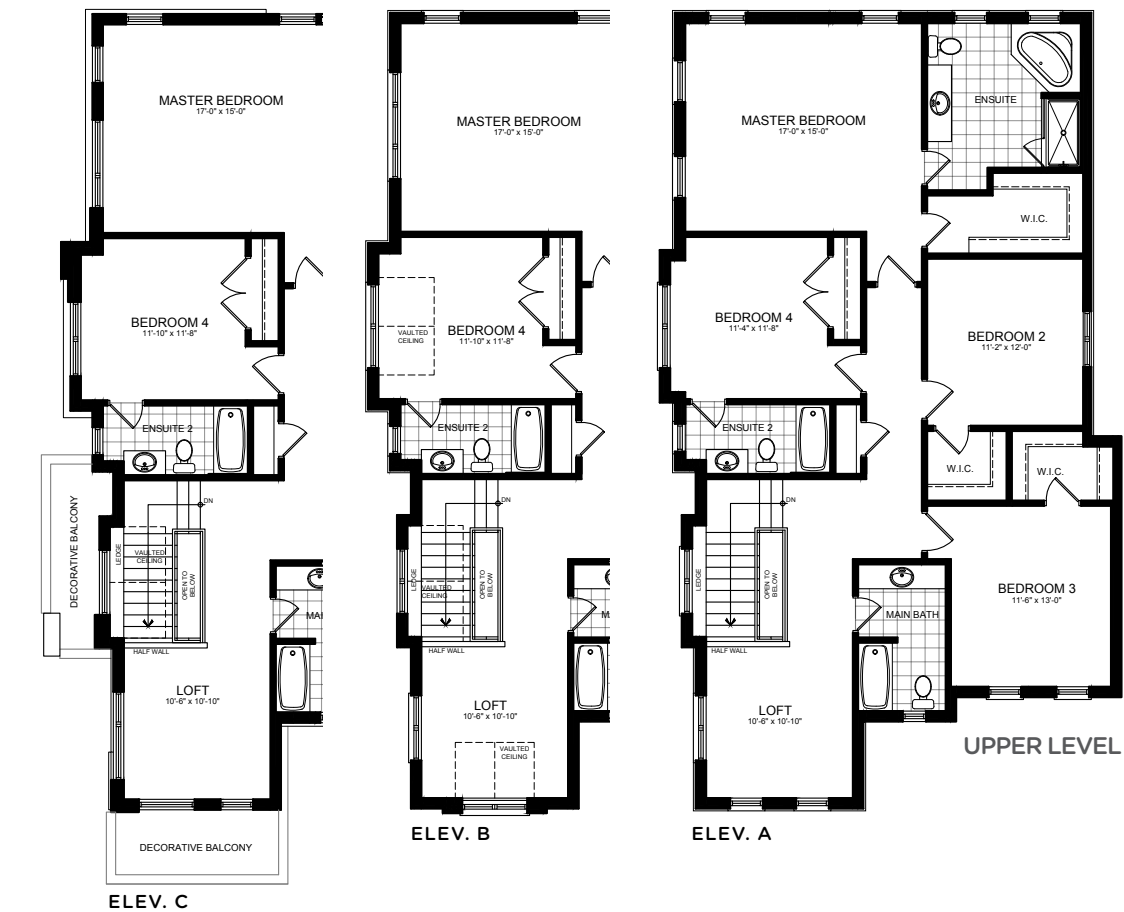 MASTER BEDROOM
17'-0" x 15'-0"
BEDROOM 4
11'-10" x 11'-8"
ENSUITE 2
DN
DECORATIVE BALCONY
LEDGE
VAULTED
CEILING
OPEN TO
BELOW
MAI
HALF WALL
LOFT
10'-6" x 10'-10"
DECORATIVE BALCONY
ELEV. C
MASTER BEDROOM
17'-0" x 15'-0"
VAULTED
CEILING
BEDROOM 4
11'-10" x 11'-8"
ENSUITE 2
DN
LEDGE
VAULTED
CEILING
OPEN TO
BELOW
M
HALF WALL
LOFT
10'-6" x 10'-10"
VAULTED
CEILING
ELEV. B
MASTER BEDROOM
17'-0" x 15'-0"
ENSUITE
W.I.C.
BEDROOM 4
11'-4" x 11'-8"
BEDROOM 2
11'-2" x 12'-0"
ENSUITE 2
W.I.C.
W.I.C.
DN
LEDGE
OPEN TO
BELOW
MAIN BATH
BEDROOM 3
11'-6" x 13'-0"
HALF WALL
LOFT
10'-6" x 10'-10"
UPPER LEVEL
ELEV. A